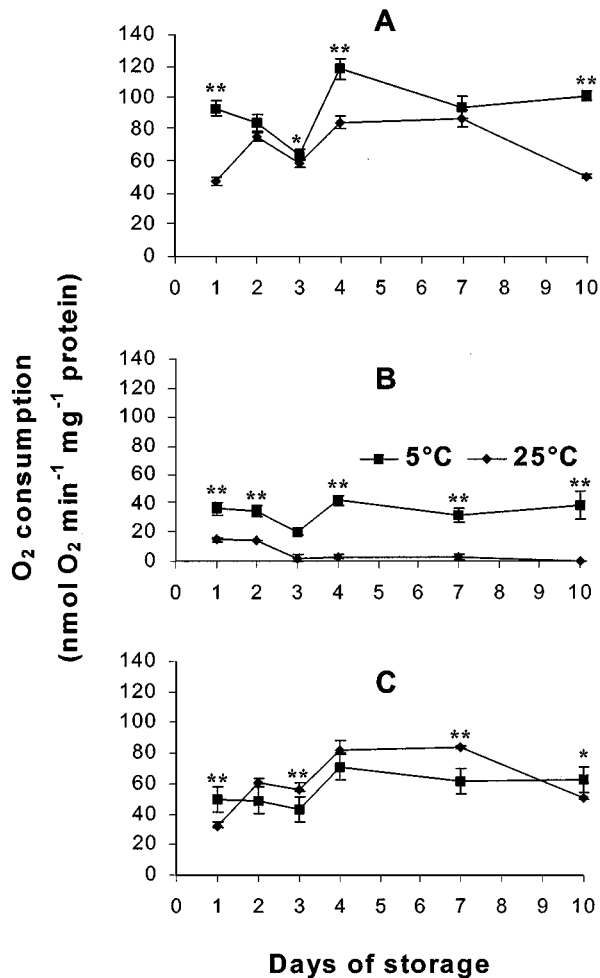 A
140
120
100
80
60
40
20
0
** * ** **
0 1 2 3 4 5 6 7 8 9 10
B
140
120
100
80
60
40
20
0
5°C 25°C
** ** ** ** **
0 1 2 3 4 5 6 7 8 9 10
C
140
120
100
80
60
40
20
0
** ** ** *
0 1 2 3 4 5 6 7 8 9 10
O₂ consumption
(nmol O₂ min⁻¹ mg⁻¹ protein)
Days of storage